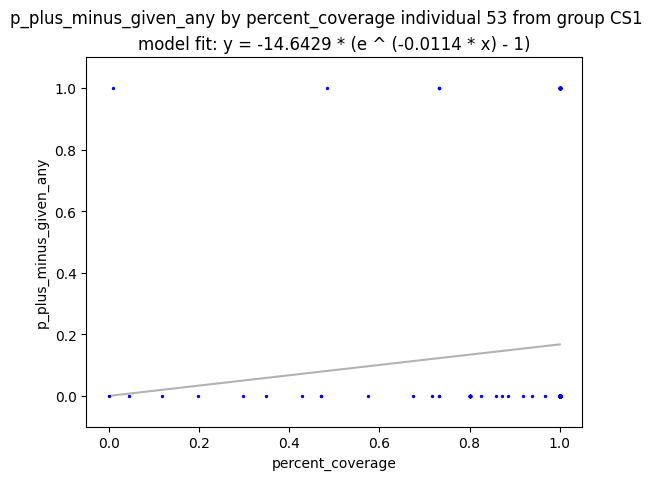 p_plus_minus_given_any by percent_coverage individual 53 from group CS1
model fit: y = -14.6429 * (e ^ (-0.0114 * x) - 1)
1.0
0.8
0.6
0.4
0.2
0.0
p_plus_minus_given_any
0.0 0.2 0.4 0.6 0.8 1.0
percent_coverage